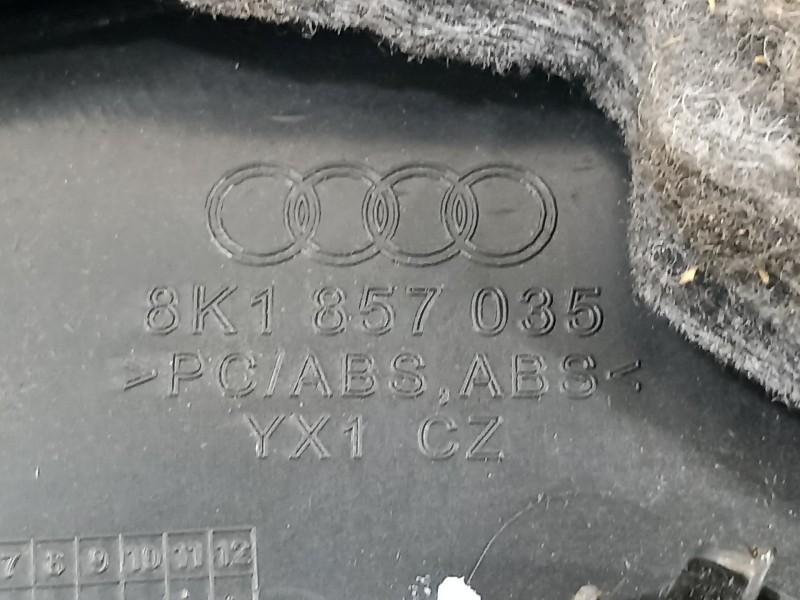 8K1 857 035
>PC/ABS,ABS<
YX1 CZ
7 8 9 10 11 12